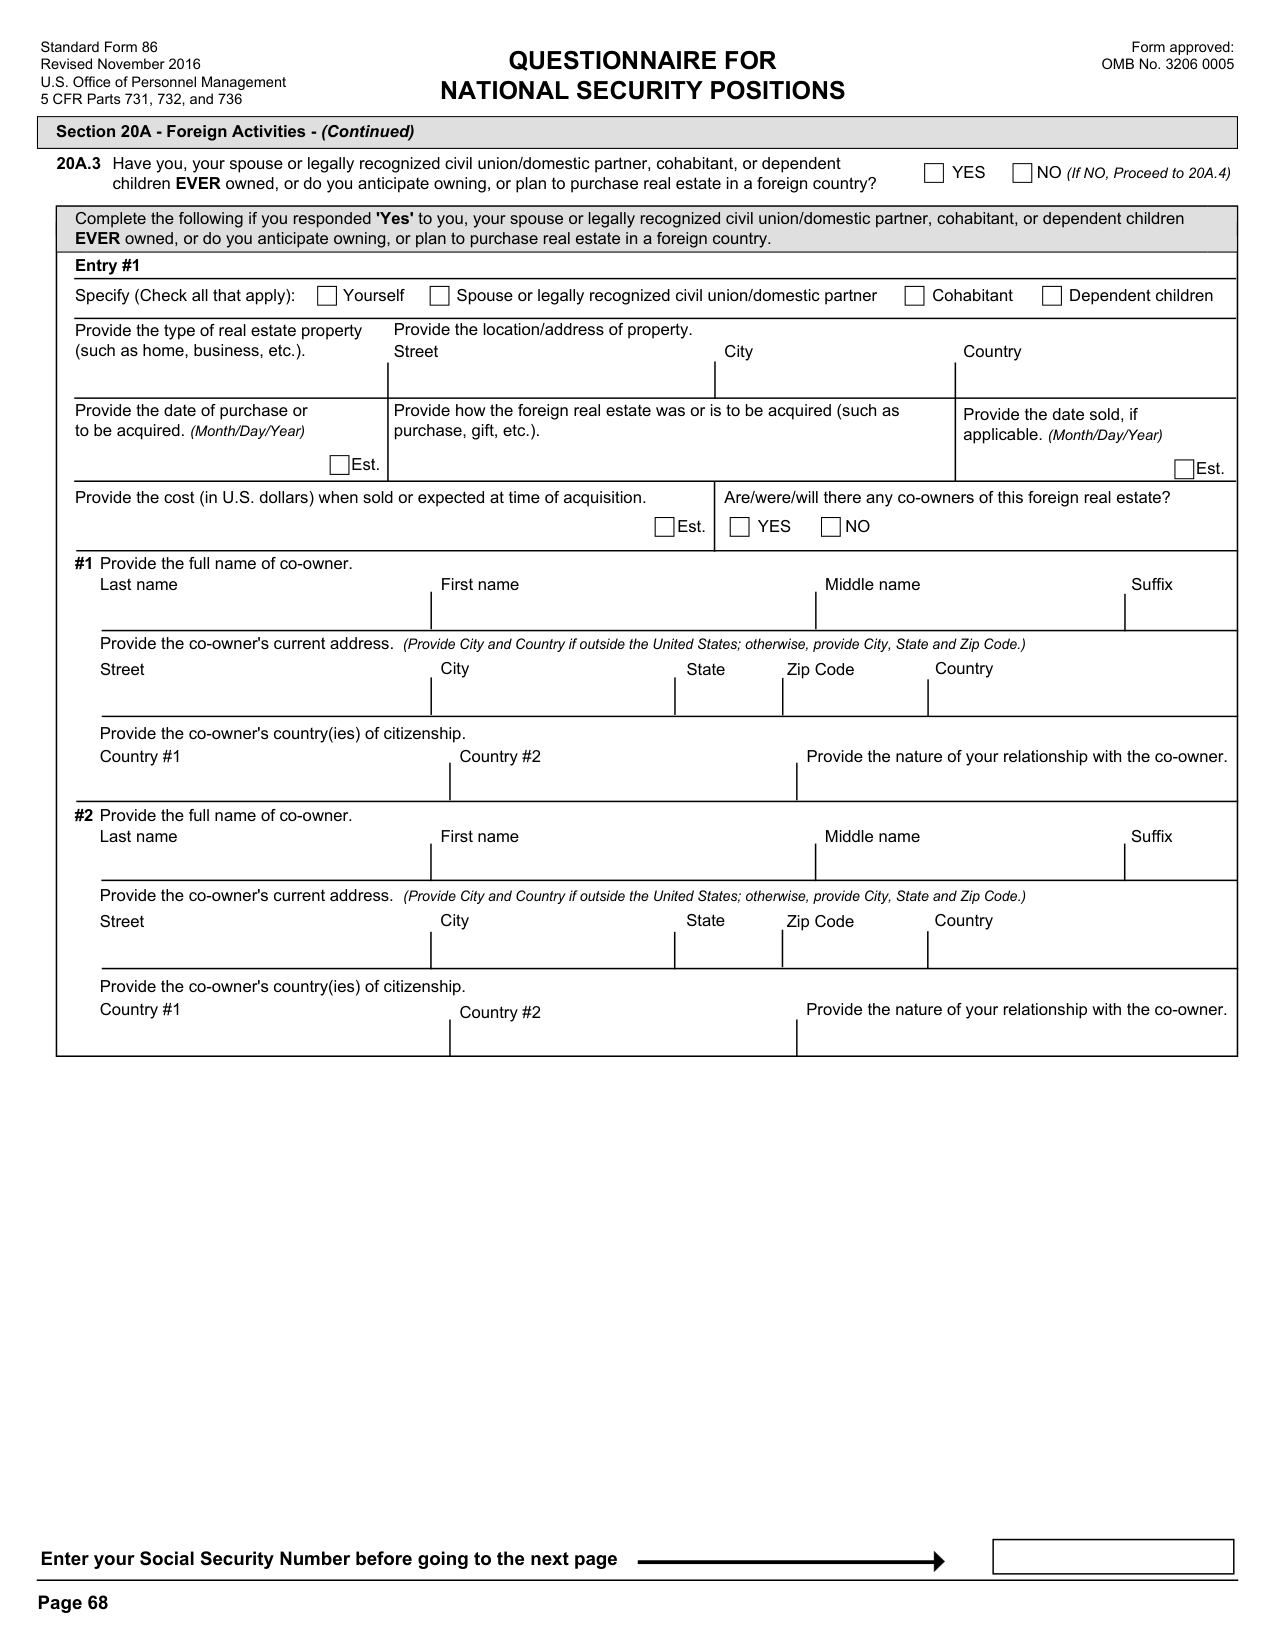 Standard Form 86
Revised November 2016
U.S. Office of Personnel Management
5 CFR Parts 731, 732, and 736
QUESTIONNAIRE FOR
NATIONAL SECURITY POSITIONS
Form approved:
OMB No. 3206 0005
Section 20A - Foreign Activities - (Continued)
20A.3 Have you, your spouse or legally recognized civil union/domestic partner, cohabitant, or dependent
children EVER owned, or do you anticipate owning, or plan to purchase real estate in a foreign country?
YES NO (If NO, Proceed to 20A.4)
Complete the following if you responded 'Yes' to you, your spouse or legally recognized civil union/domestic partner, cohabitant, or dependent children
EVER owned, or do you anticipate owning, or plan to purchase real estate in a foreign country.
Entry #1
Specify (Check all that apply): Yourself Spouse or legally recognized civil union/domestic partner Cohabitant Dependent children
Provide the type of real estate property
(such as home, business, etc.).
Provide the location/address of property.
Street City Country
Provide the date of purchase or
to be acquired. (Month/Day/Year)
Est.
Provide how the foreign real estate was or is to be acquired (such as
purchase, gift, etc.).
Provide the date sold, if
applicable. (Month/Day/Year)
Est.
Provide the cost (in U.S. dollars) when sold or expected at time of acquisition.
Est.
Are/were/will there any co-owners of this foreign real estate?
YES NO
#1 Provide the full name of co-owner.
Last name First name Middle name Suffix
Provide the co-owner's current address. (Provide City and Country if outside the United States; otherwise, provide City, State and Zip Code.)
Street City State Zip Code Country
Provide the co-owner's country(ies) of citizenship.
Country #1 Country #2 Provide the nature of your relationship with the co-owner.
#2 Provide the full name of co-owner.
Last name First name Middle name Suffix
Provide the co-owner's current address. (Provide City and Country if outside the United States; otherwise, provide City, State and Zip Code.)
Street City State Zip Code Country
Provide the co-owner's country(ies) of citizenship.
Country #1 Country #2 Provide the nature of your relationship with the co-owner.
Enter your Social Security Number before going to the next page
Page 68